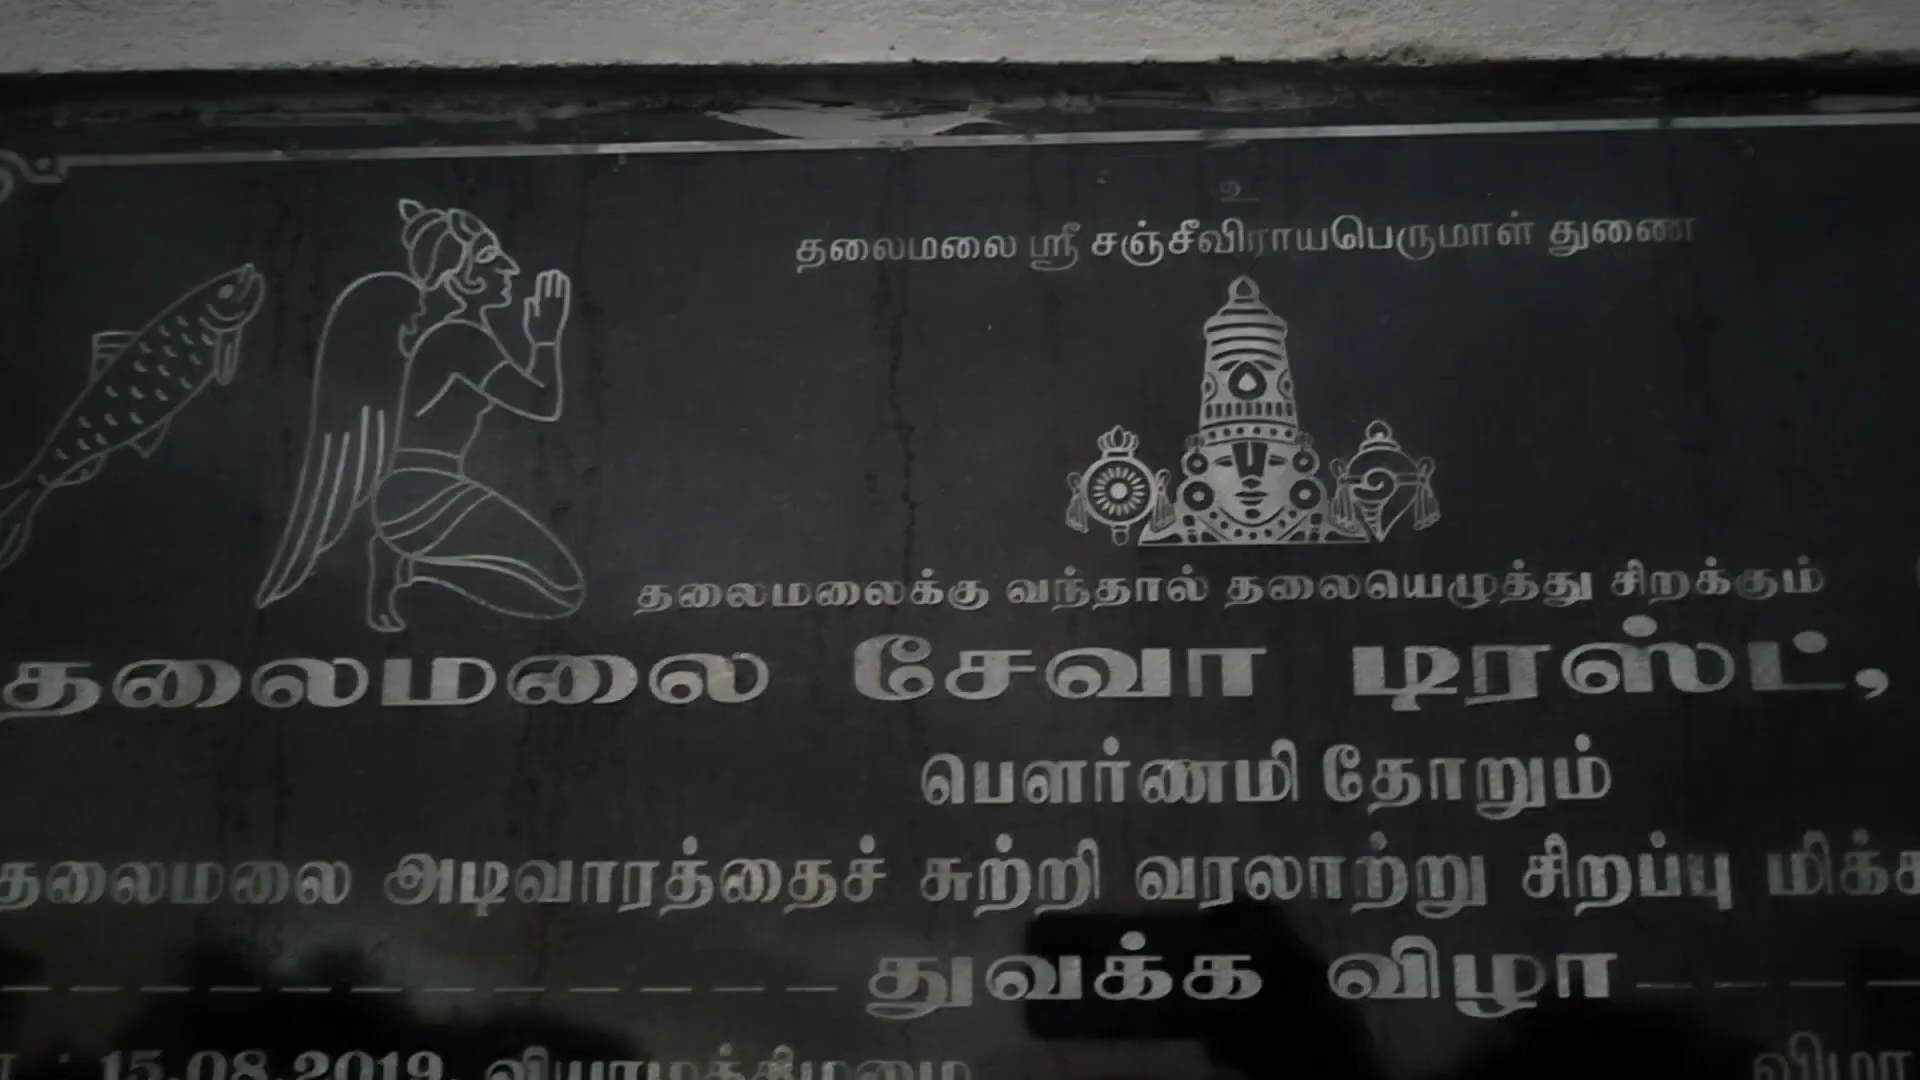 உ
தலைமலை ஸ்ரீ சஞ்சீவிராயபெருமாள் துணை
தலைமலைக்கு வந்தால் தலையெழுத்து சிறக்கும்
தலைமலை சேவா டிரஸ்ட்,
பௌர்ணமி தோறும்
தலைமலை அடிவாரத்தைச் சுற்றி வரலாற்று சிறப்பு
துவக்க விழா
15.08.2019, வியாழக்கிழமை